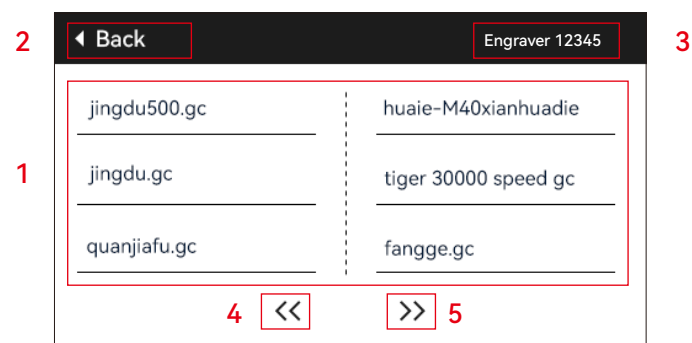 2
Back
Engraver 12345
3
1
jingdu500.gc
huaie-M40xianhuadie
jingdu.gc
tiger 30000 speed gc
quanjiafu.gc
fangge.gc
4
<<
>>
5